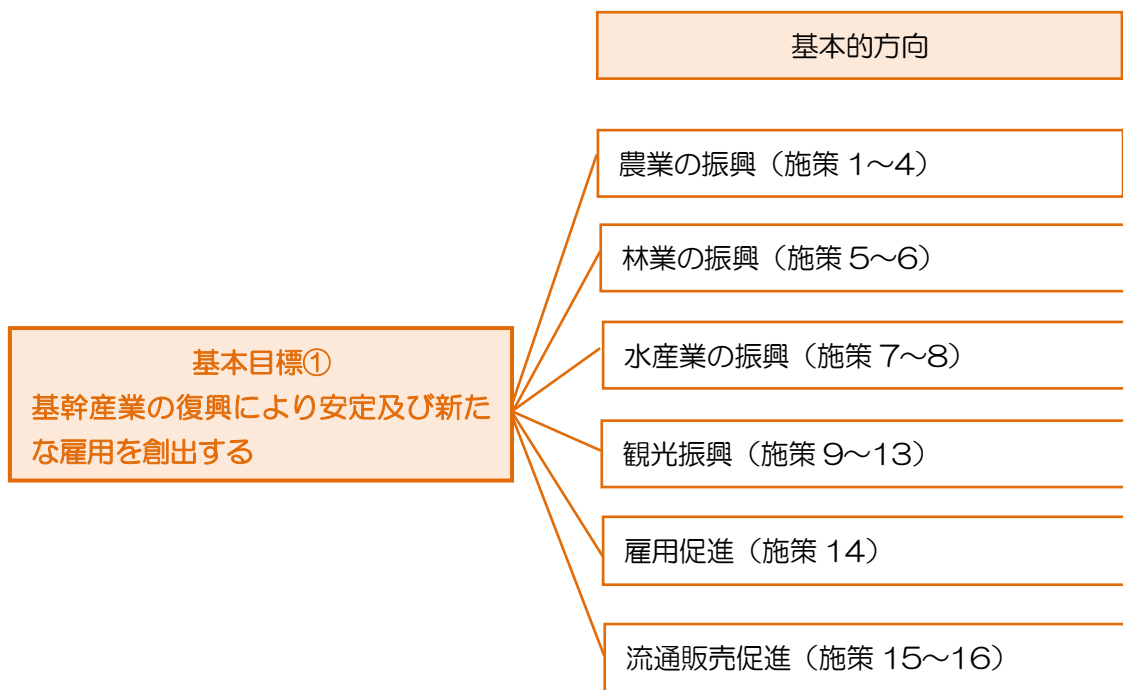 基本的方向
農業の振興（施策 1～4）
林業の振興（施策 5～6）
水産業の振興（施策 7～8）
基本目標①
基幹産業の復興により安定及び新た
な雇用を創出する
観光振興（施策 9～13）
雇用促進（施策 14）
流通販売促進（施策 15～16）